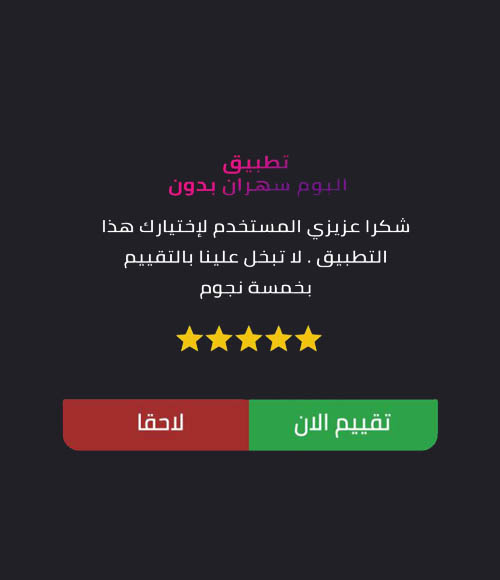 تطبيق
البوم سهران بدون
شكرا عزيزي المستخدم لإختيارك هذا
التطبيق . لا تبخل علينا بالتقييم
بخمسة نجوم
تقييم الان
لاحقا